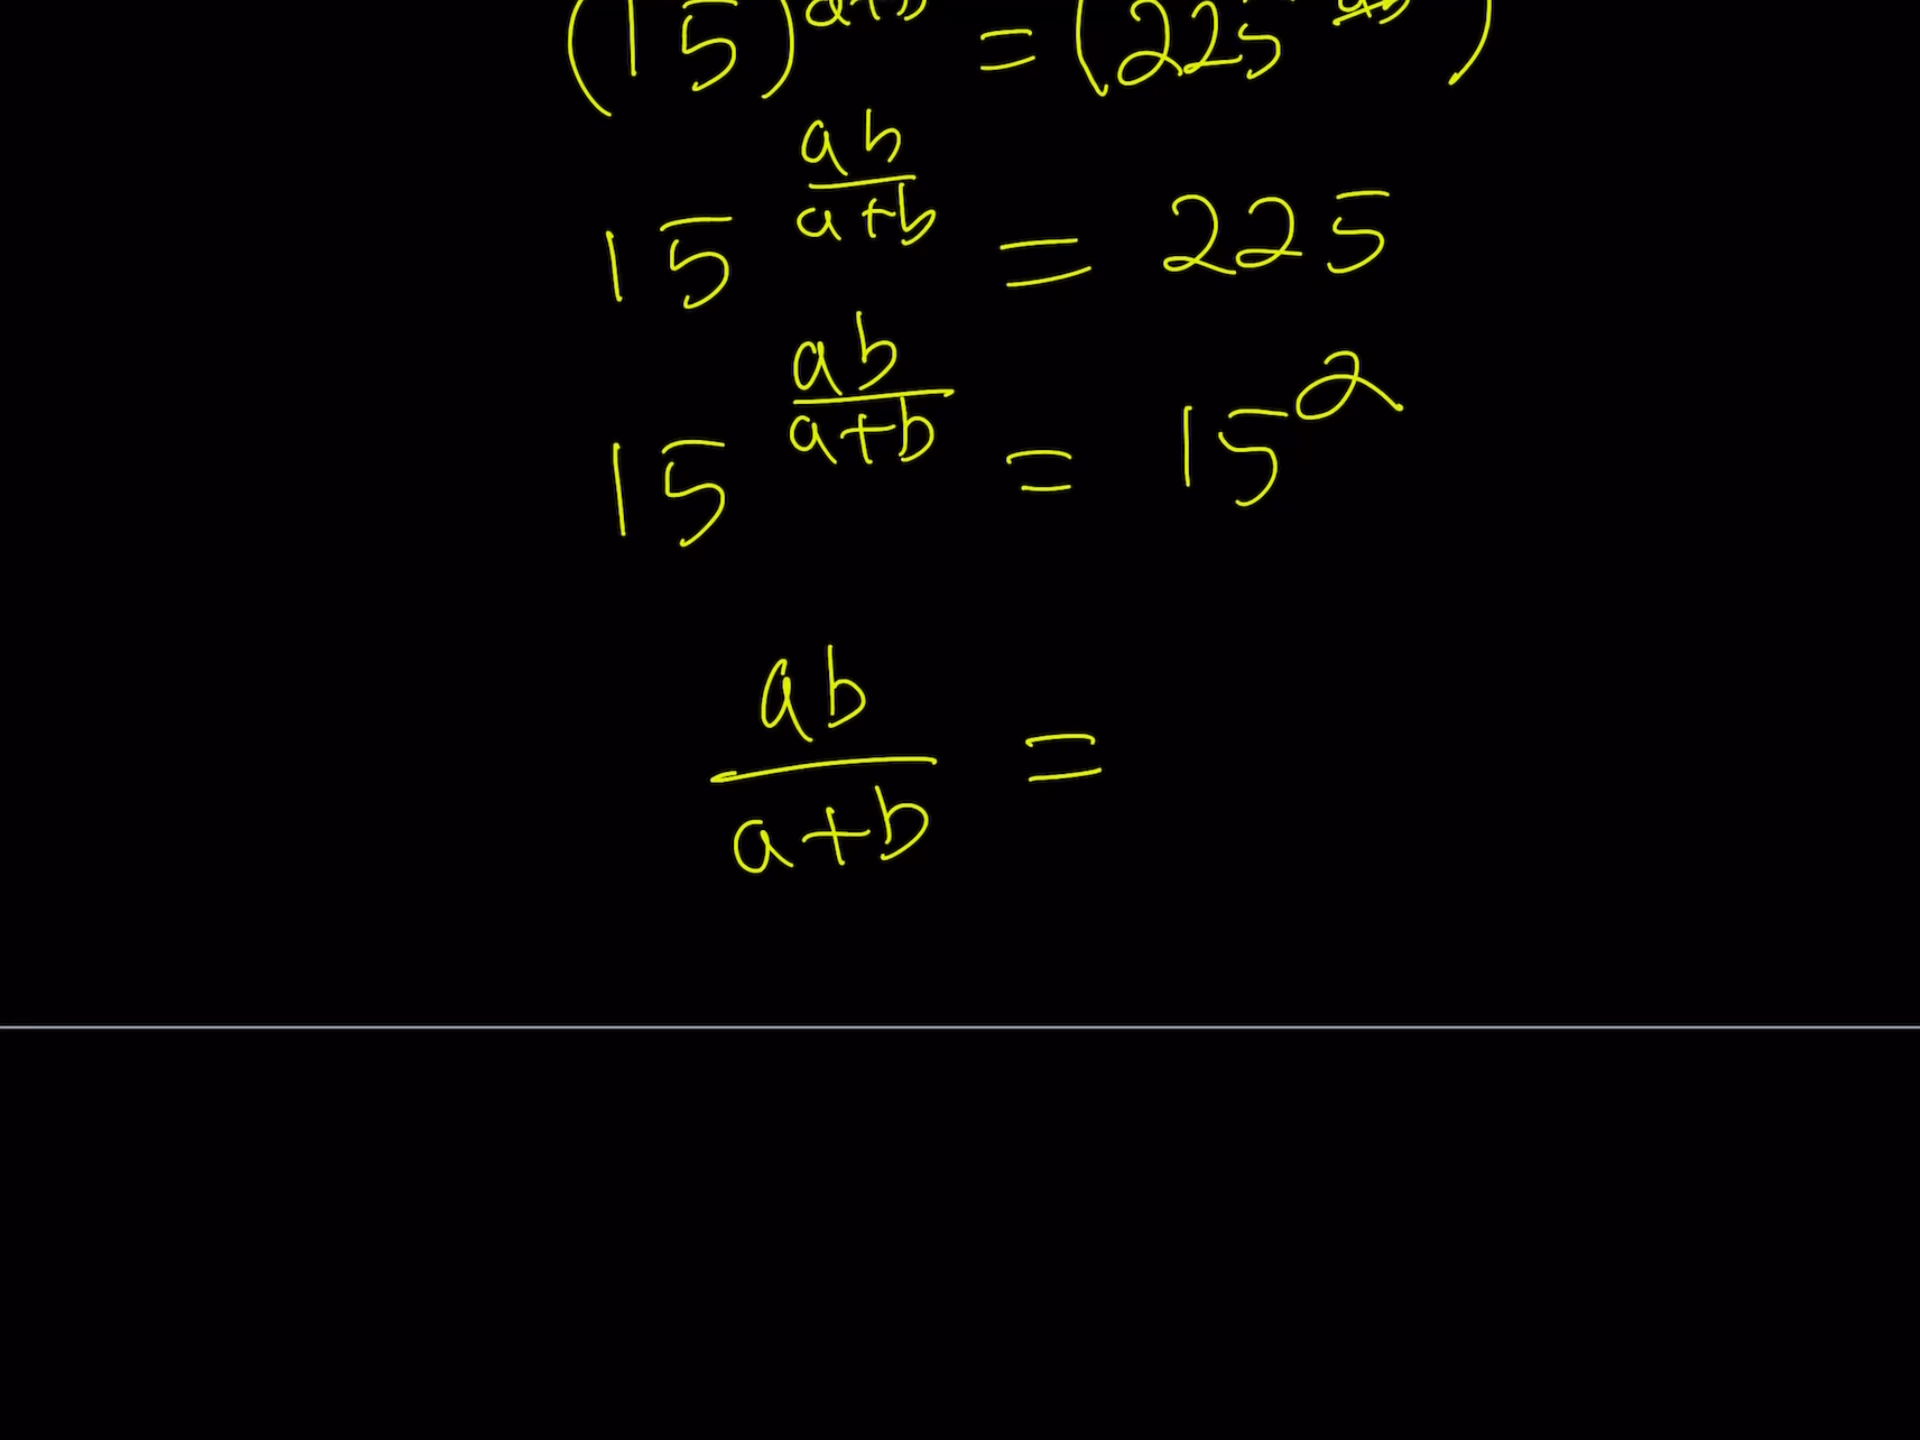 (15) = (225)
15^(ab/(a+b)) = 225
15^(ab/(a+b)) = 15^2
ab/(a+b) =